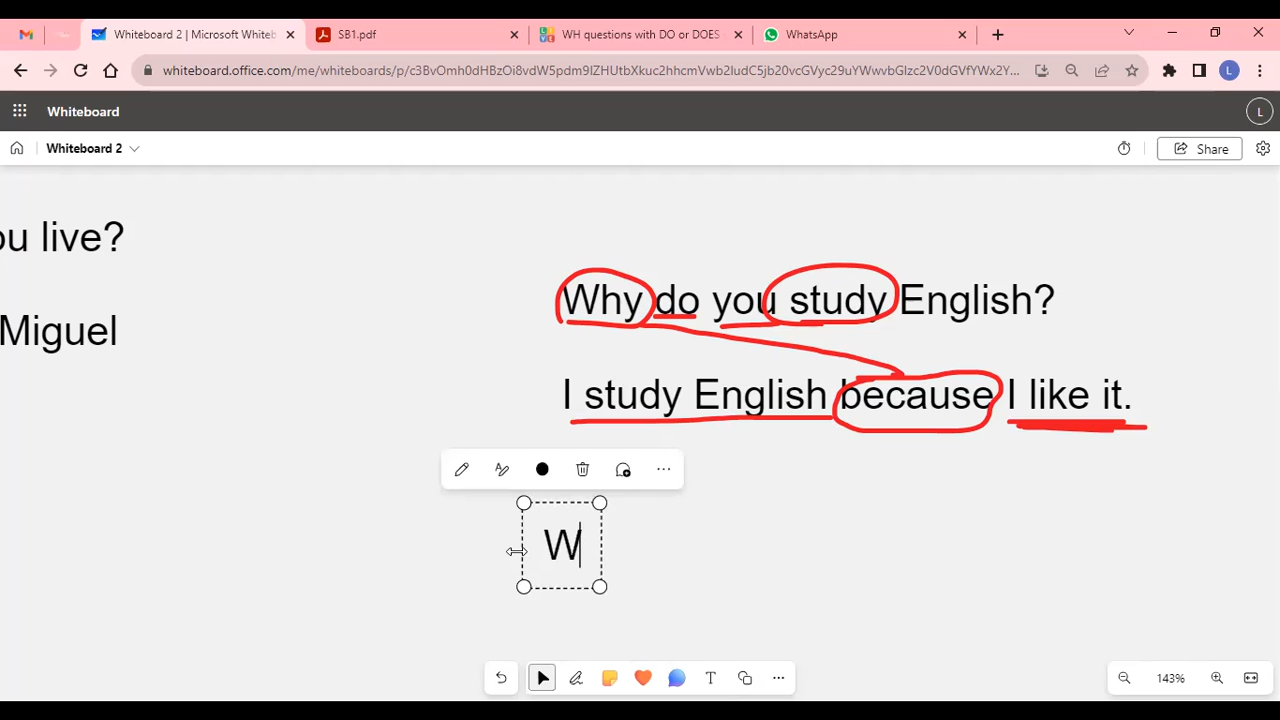 Whiteboard 2 | Microsoft Whiteb
SB1.pdf
WH questions with DO or DOES
WhatsApp
L
Whiteboard
L
Whiteboard 2
Share
ou live?
Miguel
Why do you study English?
I study English because I like it.
W
T
143%